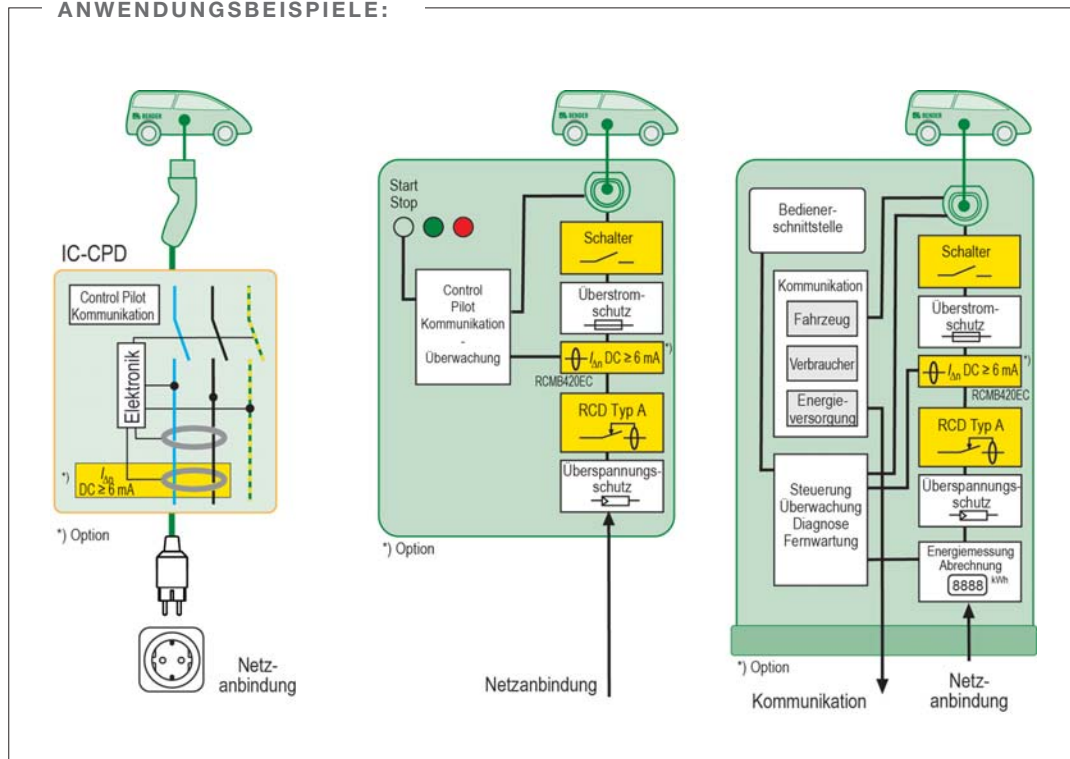 ANWENDUNGSBEISPIELE:
BENDER
IC-CPD
Control Pilot
Kommunikation
Elektronik
*)
I∆n
DC ≥ 6 mA
*) Option
Netz-
anbindung
BENDER
Start
Stop
Control
Pilot
Kommunikation
-
Überwachung
Schalter
Überstrom-
schutz
I∆n DC ≥ 6 mA *)
RCMB420EC
RCD Typ A
Überspannungs-
schutz
*) Option
Netzanbindung
BENDER
Bediener-
schnittstelle
Kommunikation
Fahrzeug
Verbraucher
Energie-
versorgung
Steuerung
Überwachung
Diagnose
Fernwartung
Schalter
Überstrom-
schutz
I∆n DC ≥ 6 mA *)
RCMB420EC
RCD Typ A
Überspannungs-
schutz
Energiemessung
Abrechnung
8888 kWh
*) Option
Kommunikation
Netz-
anbindung